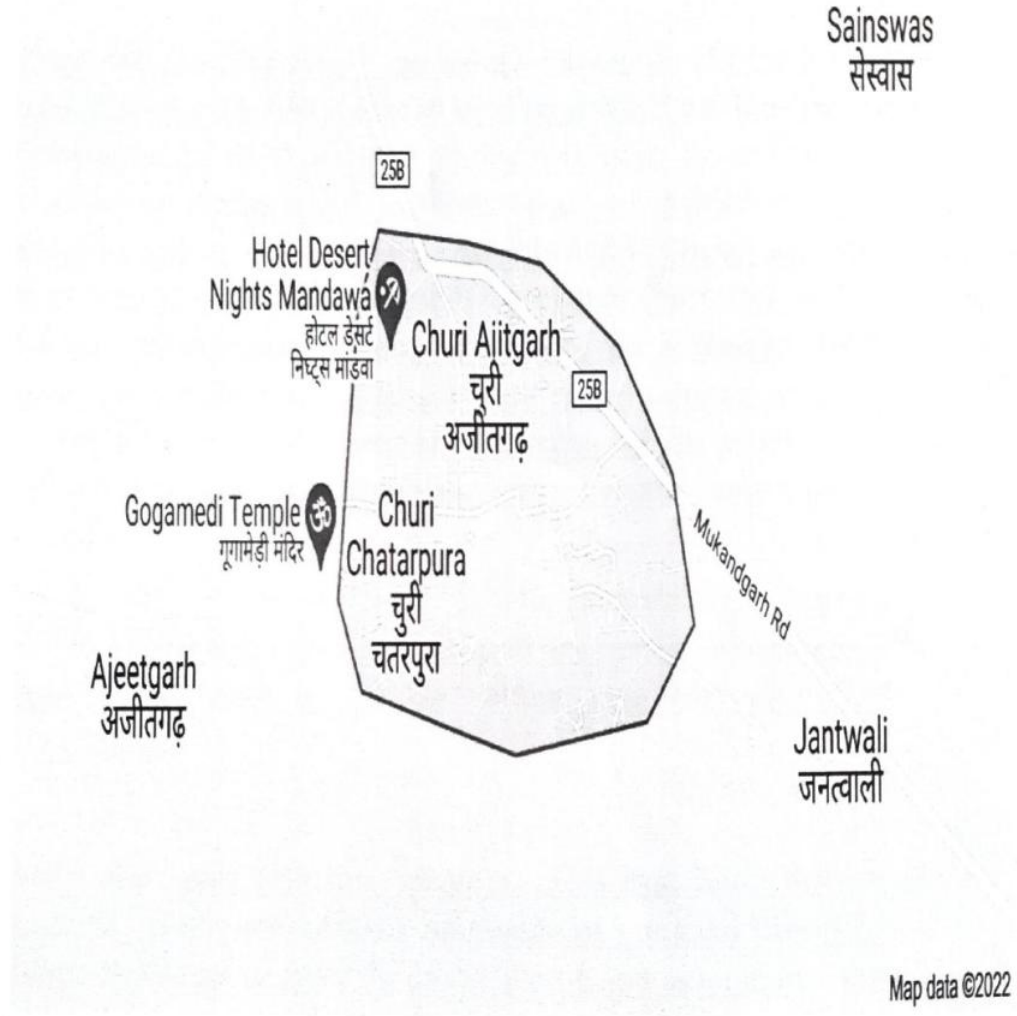 Sainswas
सेस्वास
25B
Hotel Desert
Nights Mandawa
होटल डेसर्ट
निघ्ट्स मांडवा
Churi Ajitgarh
चुरी
अजीतगढ़
25B
Gogamedi Temple
गूगामेड़ी मंदिर
Churi
Chatarpura
चुरी
चतरपुरा
Mukandgarh Rd
Ajeetgarh
अजीतगढ़
Jantwali
जनत्वाली
Map data ©2022